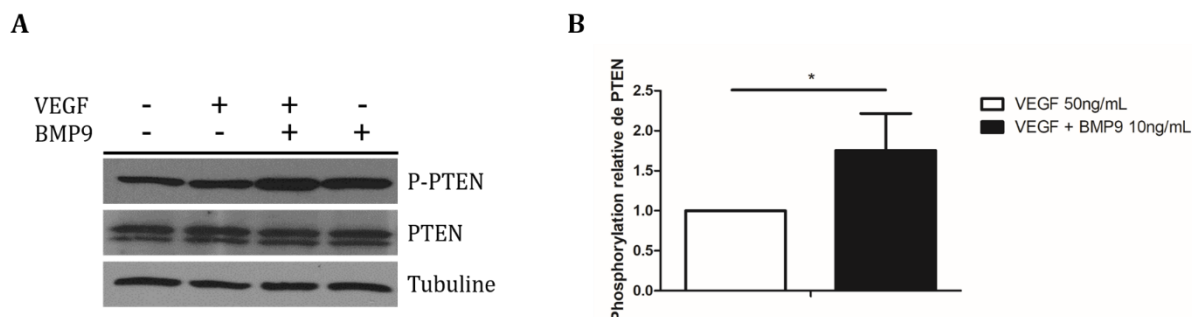 A
VEGF - + + -
BMP9 - - + +
P-PTEN
PTEN
Tubuline
B
Phosphorylation relative de PTEN
2.5
2.0
1.5
1.0
0.5
0.0
*
VEGF 50ng/mL
VEGF + BMP9 10ng/mL